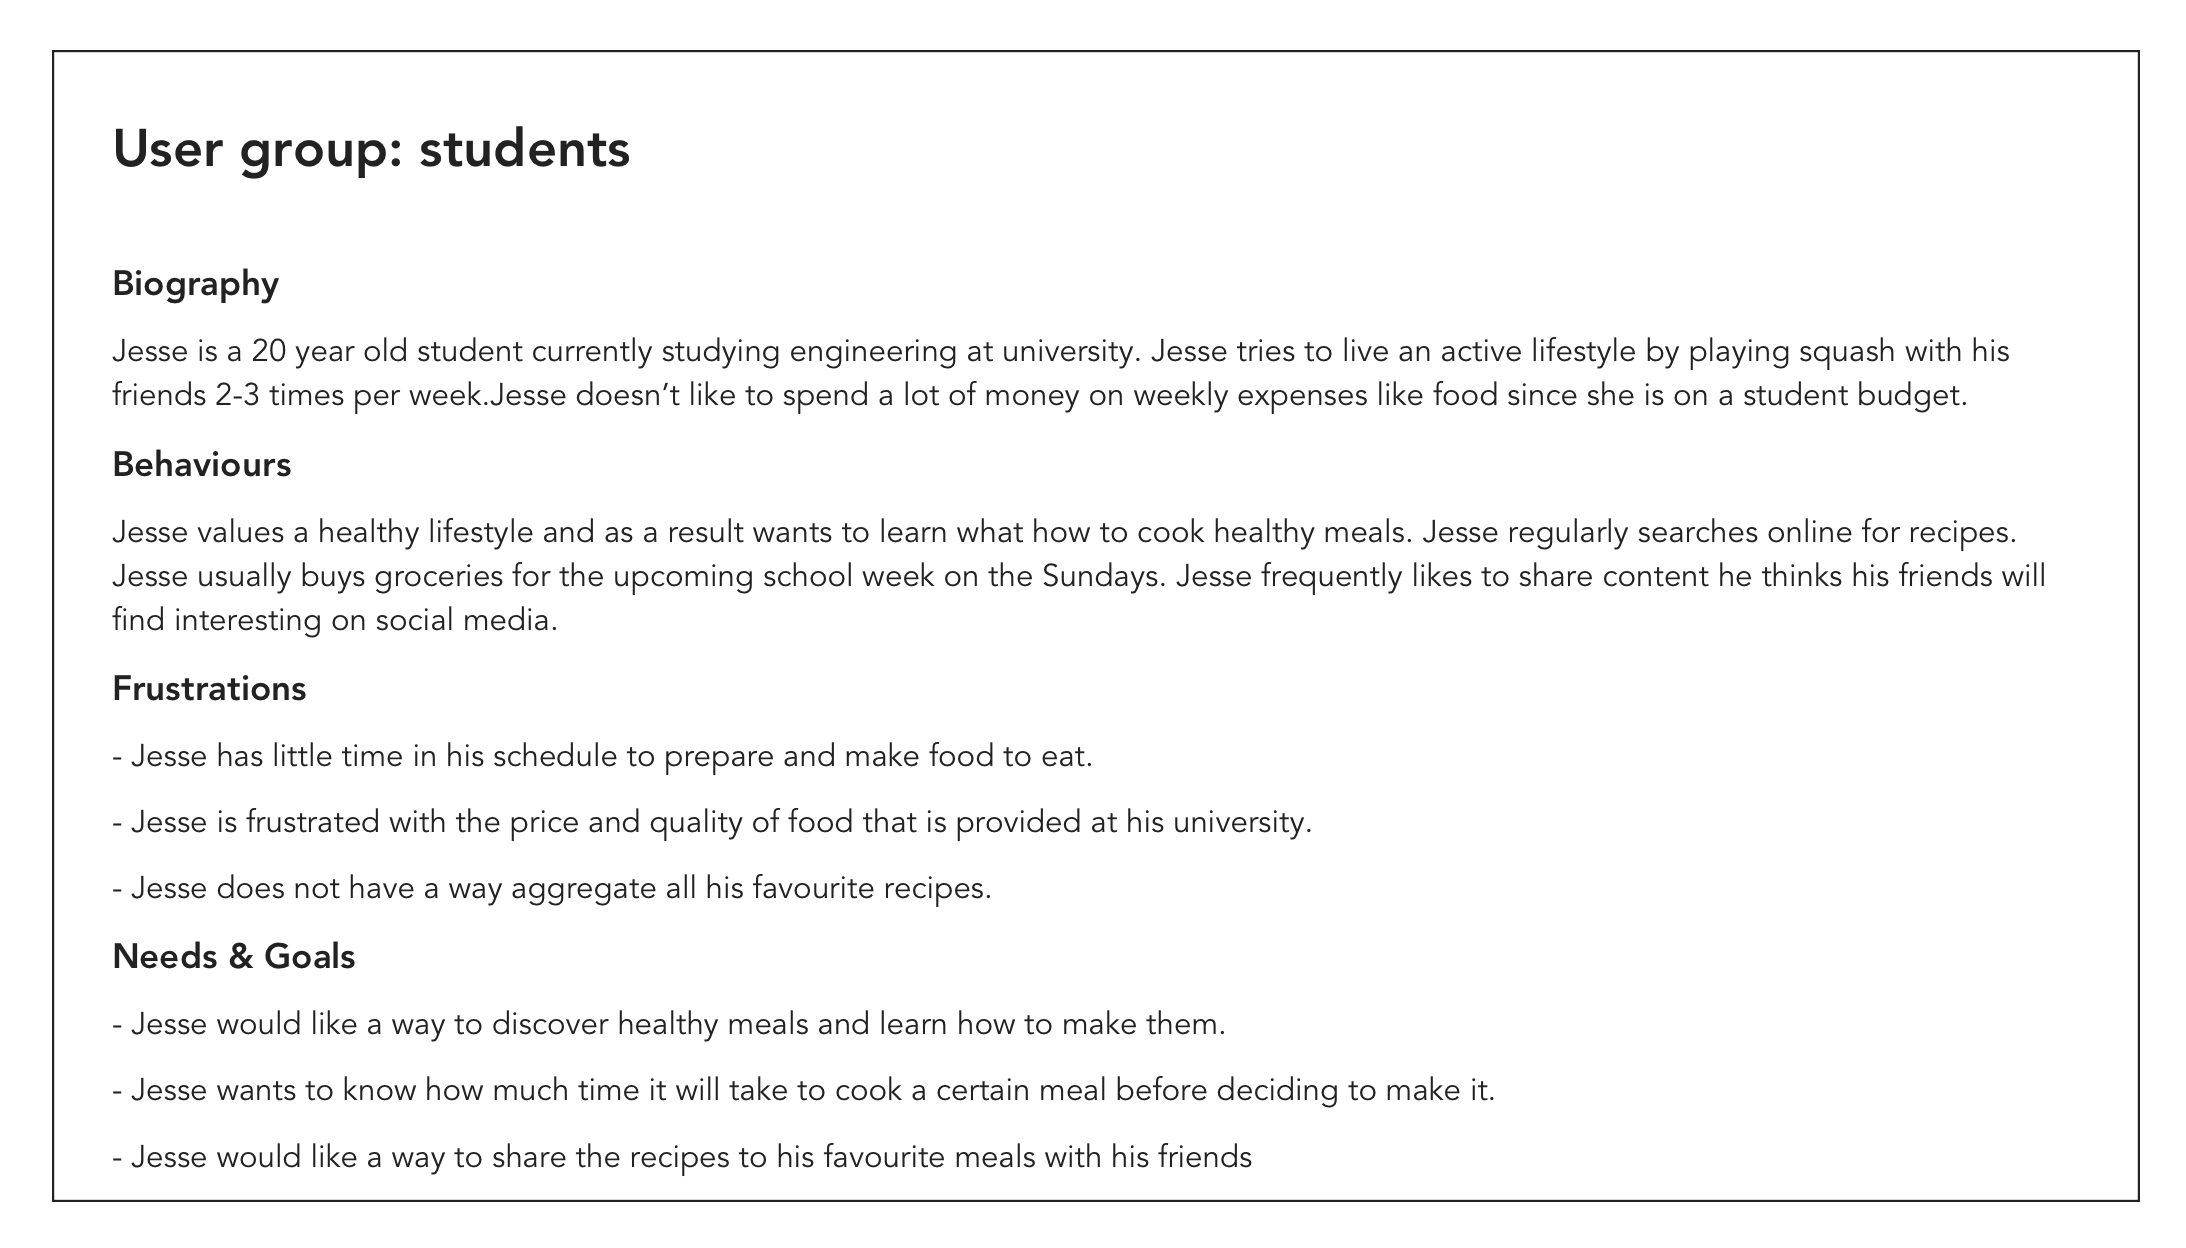 User group: students
Biography
Jesse is a 20 year old student currently studying engineering at university. Jesse tries to live an active lifestyle by playing squash with his
friends 2-3 times per week.Jesse doesn’t like to spend a lot of money on weekly expenses like food since she is on a student budget.
Behaviours
Jesse values a healthy lifestyle and as a result wants to learn what how to cook healthy meals. Jesse regularly searches online for recipes.
Jesse usually buys groceries for the upcoming school week on the Sundays. Jesse frequently likes to share content he thinks his friends will
find interesting on social media.
Frustrations
- Jesse has little time in his schedule to prepare and make food to eat.
- Jesse is frustrated with the price and quality of food that is provided at his university.
- Jesse does not have a way aggregate all his favourite recipes.
Needs & Goals
- Jesse would like a way to discover healthy meals and learn how to make them.
- Jesse wants to know how much time it will take to cook a certain meal before deciding to make it.
- Jesse would like a way to share the recipes to his favourite meals with his friends